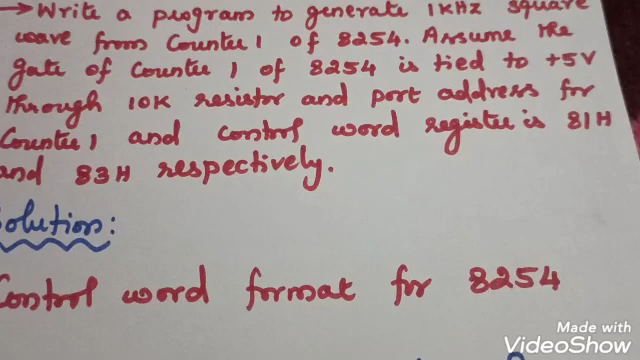 → Write a program to generate 1KHz square
wave from Counter 1 of 8254. Assume the
gate of Counter 1 of 8254 is tied to +5V
through 10K resistor and port address for
Counter 1 and control word register is 81H
and 83H respectively.
Solution:
Control word format for 8254
Made with
VideoShow